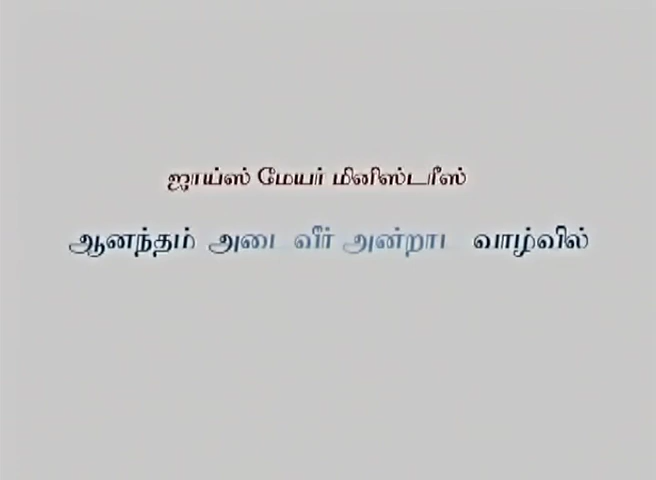 ஜாய்ஸ் மேயர் மினிஸ்டரீஸ்
ஆனந்தம் அடைவீர் அன்றாட வாழ்வில்